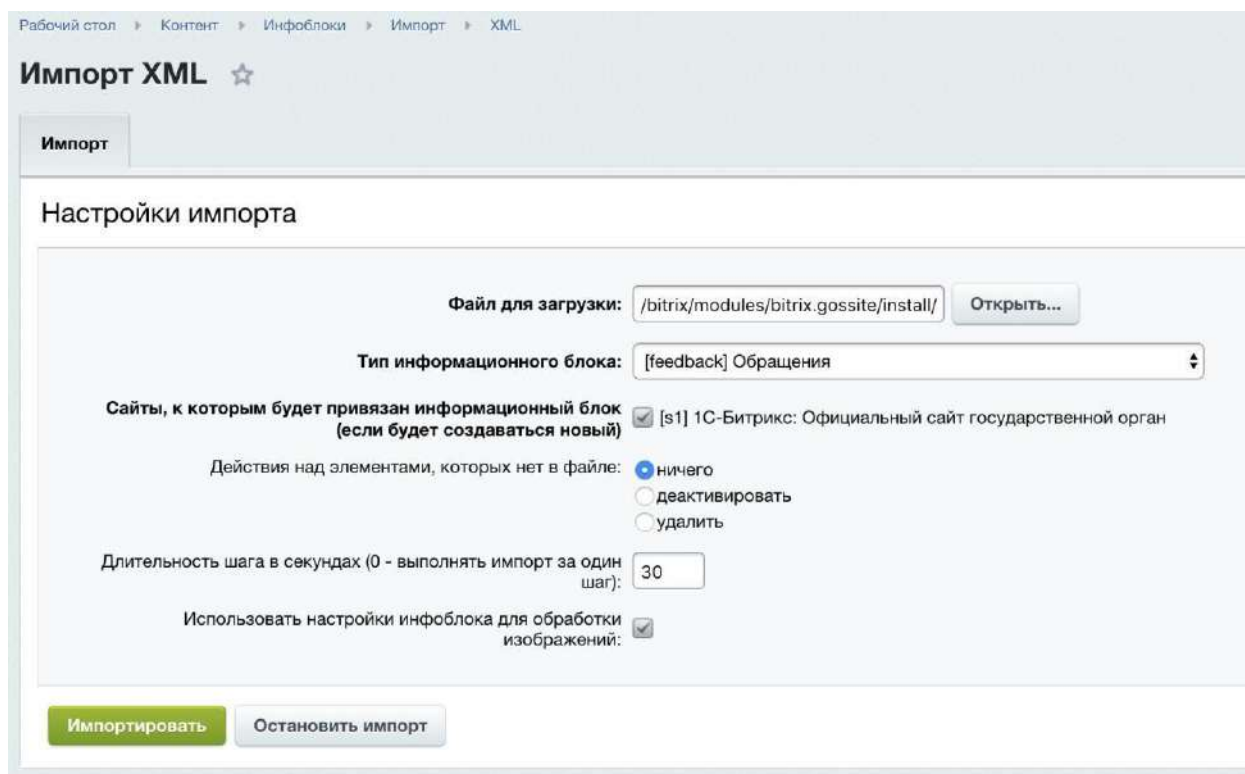 Рабочий стол Контент Инфоблоки Импорт XML
Импорт XML
Импорт
Настройки импорта
Файл для загрузки: /bitrix/modules/bitrix.gossite/install/ Открыть...
Тип информационного блока: [feedback] Обращения
Сайты, к которым будет привязан информационный блок
(если будет создаваться новый) [s1] 1С-Битрикс: Официальный сайт государственной орган
Действия над элементами, которых нет в файле: ничего
деактивировать
удалить
Длительность шага в секундах (0 - выполнять импорт за один
шаг): 30
Использовать настройки инфоблока для обработки
изображений:
Импортировать Остановить импорт